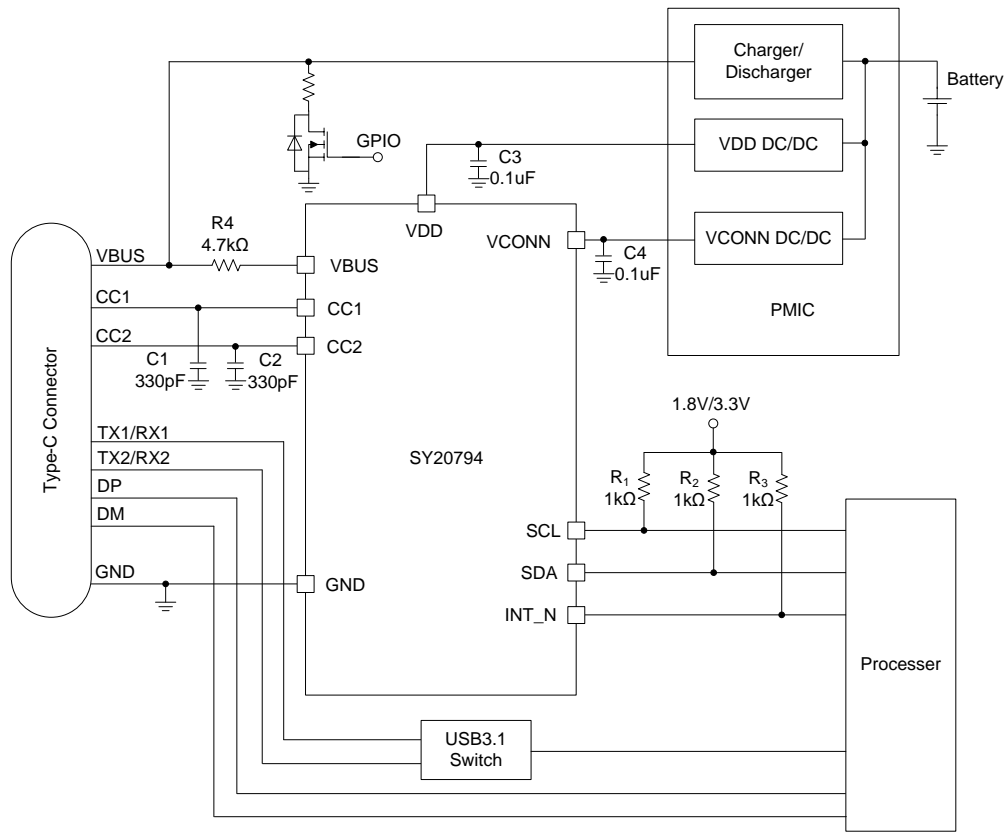 Charger/
Discharger
Battery
GPIO
C3
0.1uF
VDD DC/DC
R4
4.7kΩ
VDD
VCONN
C4
0.1uF
VCONN DC/DC
VBUS
VBUS
PMIC
CC1
CC1
CC2
CC2
C1
330pF
C2
330pF
1.8V/3.3V
Type-C Connector
TX1/RX1
TX2/RX2
SY20794
R1
1kΩ
R2
1kΩ
R3
1kΩ
DP
DM
SCL
SDA
GND
GND
INT_N
Processer
USB3.1
Switch